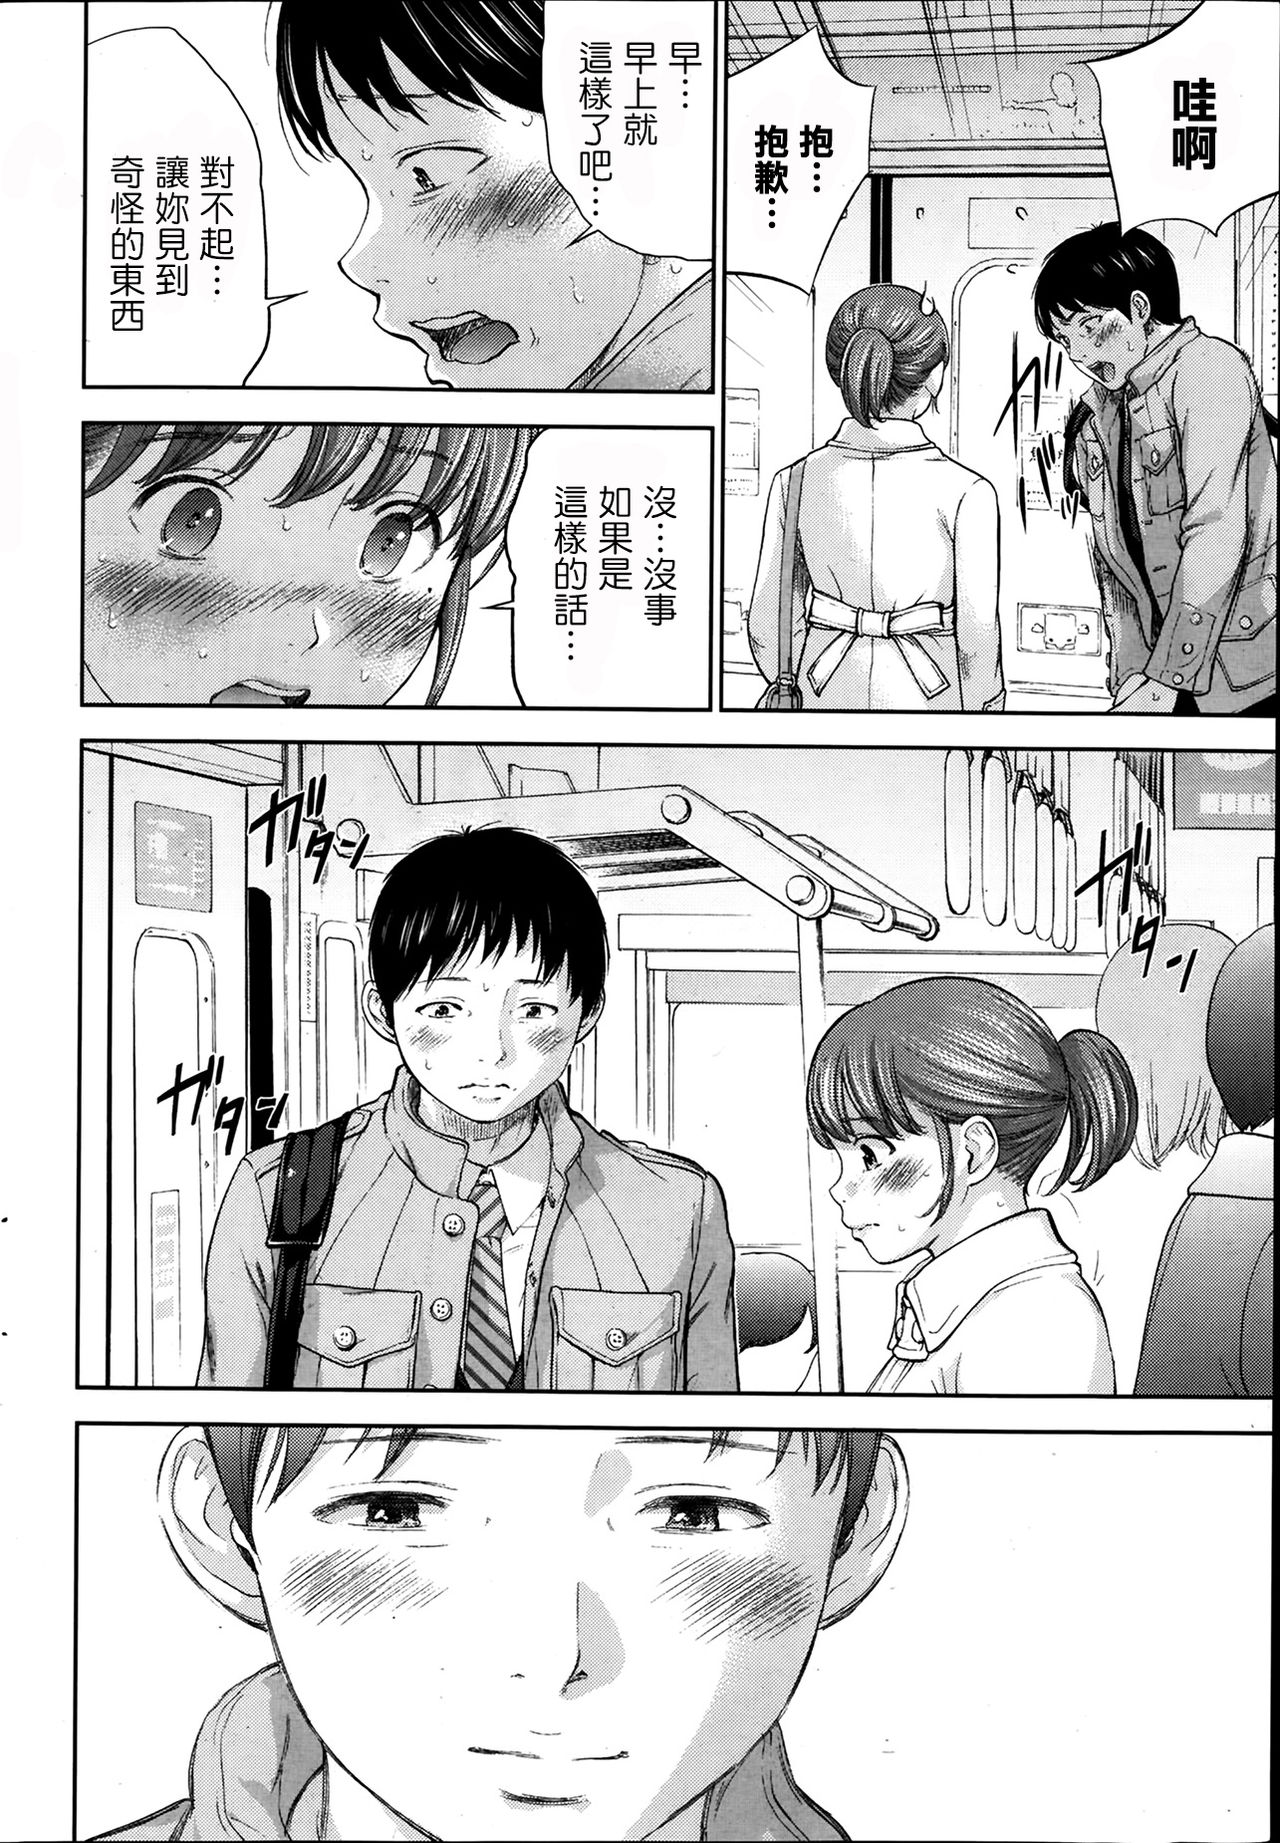 哇啊
抱…
抱歉…
早…
早上就
這樣了吧…
對不起…
讓妳見到
奇怪的東西
沒…沒事
如果是
這樣的話…
ガタン
ガタン
ガタン